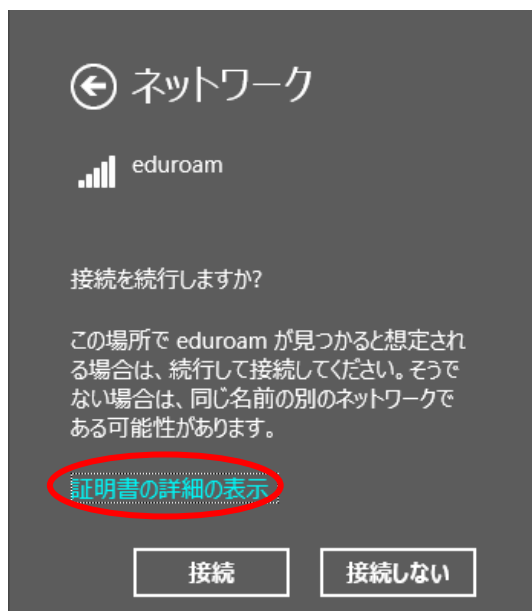 ネットワーク
eduroam
接続を続行しますか?
この場所で eduroam が見つかると想定され
る場合は、続行して接続してください。そうで
ない場合は、同じ名前の別のネットワークで
ある可能性があります。
証明書の詳細の表示
接続 接続しない